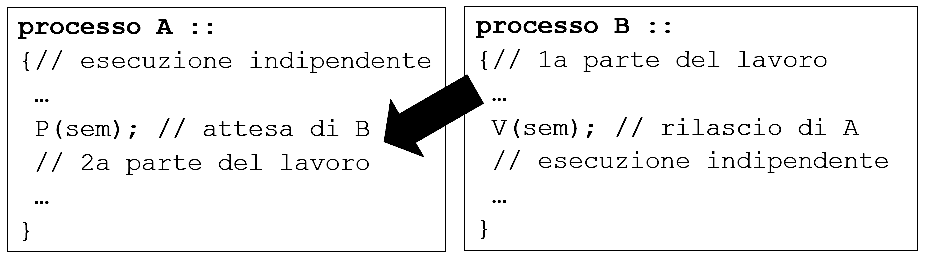 processo A ::
{// esecuzione indipendente
…
P(sem); // attesa di B
// 2a parte del lavoro
…
}
processo B ::
{// 1a parte del lavoro
…
V(sem); // rilascio di A
// esecuzione indipendente
…
}